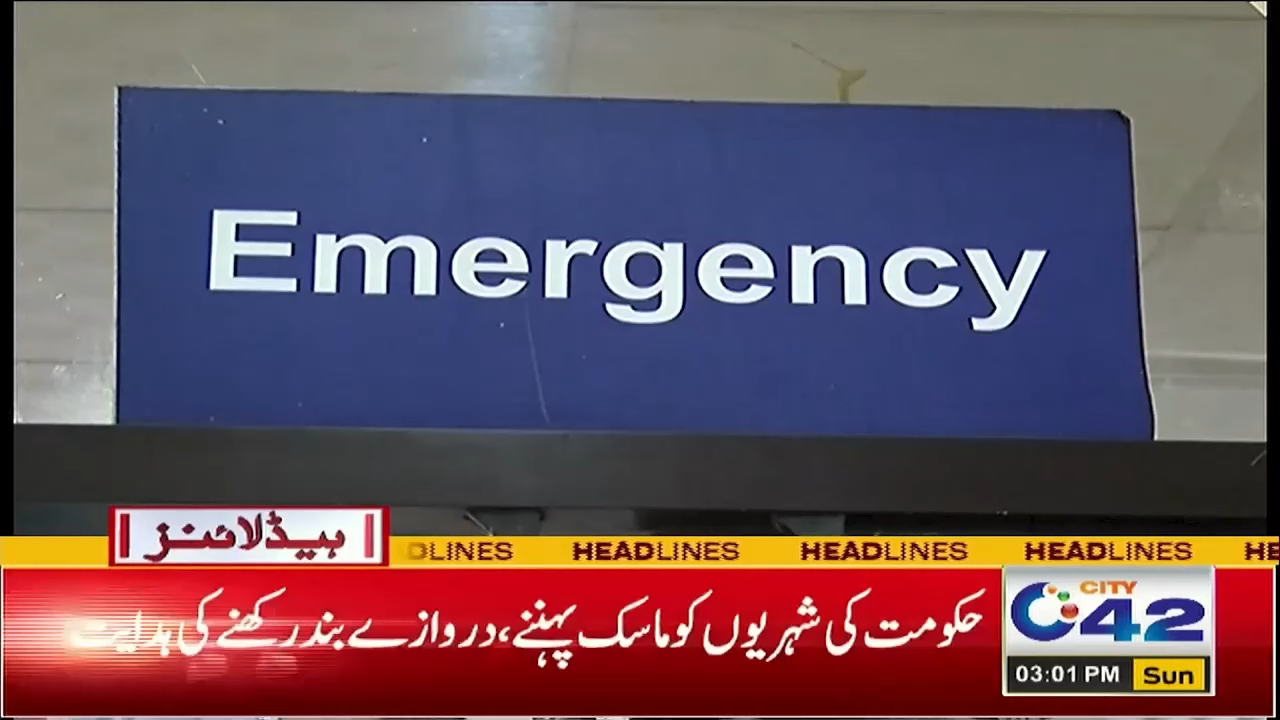 Emergency
ہیڈلائنز
DLINES HEADLINES HEADLINES HEADLINES HE
حکومت کی شہریوں کو ماسک پہننے، دروازے بند رکھنے کی ہدایت
CITY
42
03:01 PM Sun